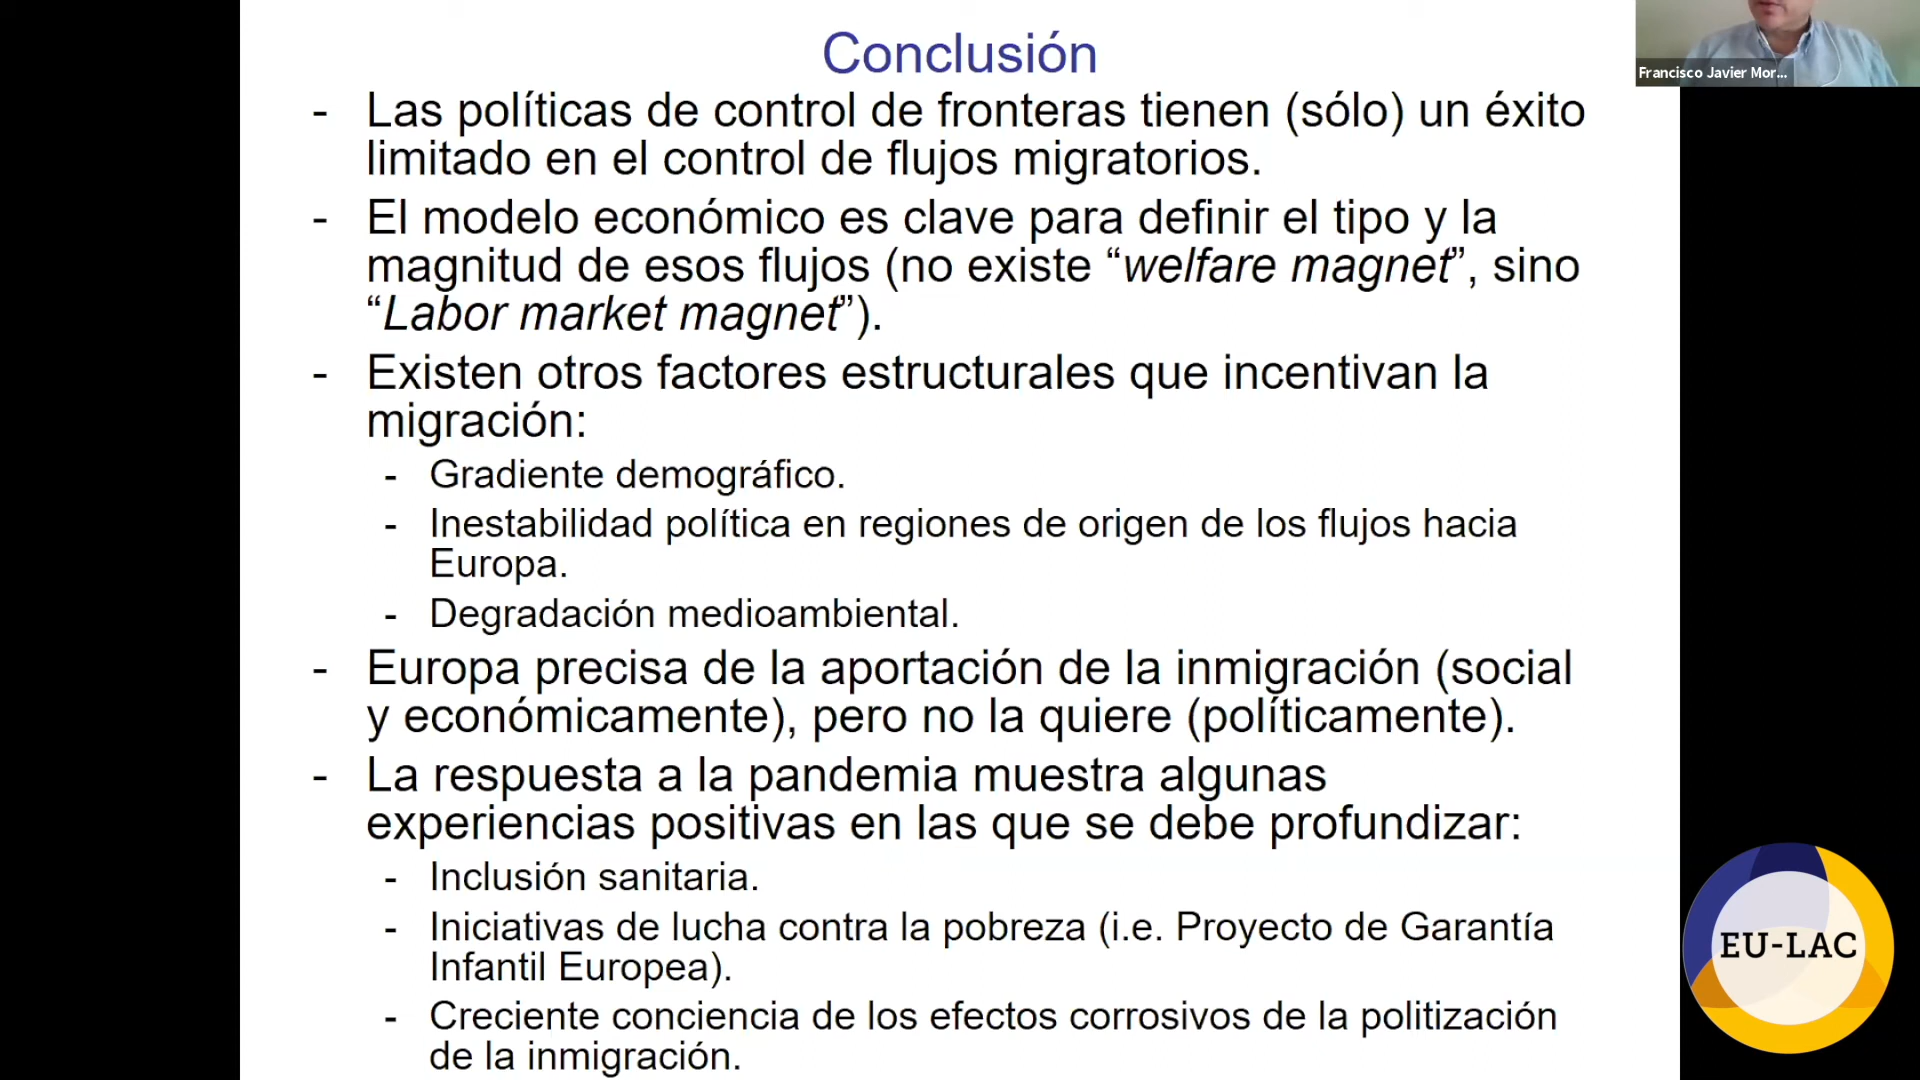 Conclusión
Francisco Javier Mor...
- Las políticas de control de fronteras tienen (sólo) un éxito
limitado en el control de flujos migratorios.
- El modelo económico es clave para definir el tipo y la
magnitud de esos flujos (no existe “welfare magnet”, sino
“Labor market magnet”).
- Existen otros factores estructurales que incentivan la
migración:
- Gradiente demográfico.
- Inestabilidad política en regiones de origen de los flujos hacia
Europa.
- Degradación medioambiental.
- Europa precisa de la aportación de la inmigración (social
y económicamente), pero no la quiere (políticamente).
- La respuesta a la pandemia muestra algunas
experiencias positivas en las que se debe profundizar:
- Inclusión sanitaria.
- Iniciativas de lucha contra la pobreza (i.e. Proyecto de Garantía
Infantil Europea).
- Creciente conciencia de los efectos corrosivos de la politización
de la inmigración.
EU-LAC